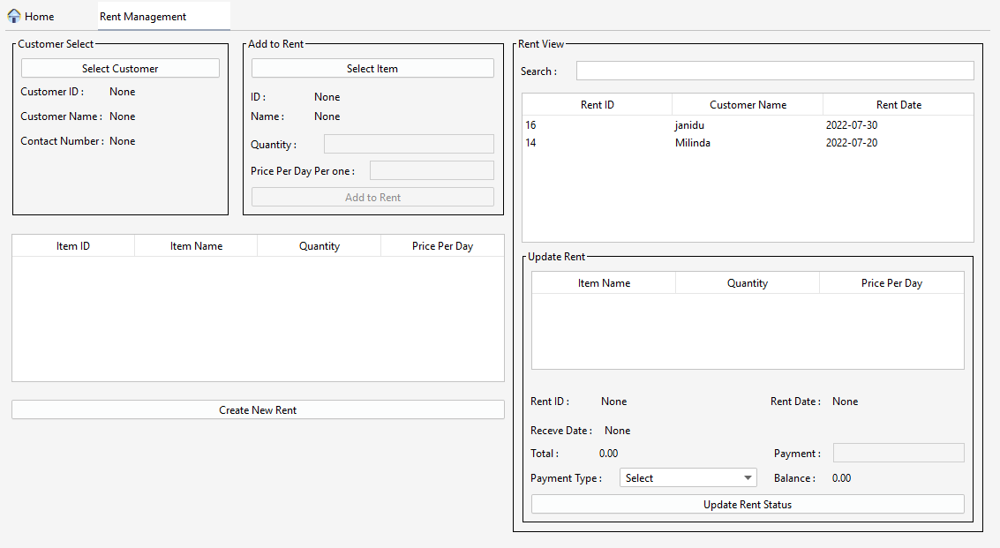 Home
Rent Management
Customer Select
Select Customer
Customer ID : None
Customer Name : None
Contact Number : None
Add to Rent
Select Item
ID : None
Name : None
Quantity :
Price Per Day Per one :
Add to Rent
Item ID Item Name Quantity Price Per Day
Create New Rent
Rent View
Search :
Rent ID Customer Name Rent Date
16 janidu 2022-07-30
14 Milinda 2022-07-20
Update Rent
Item Name Quantity Price Per Day
Rent ID : None Rent Date : None
Receve Date : None
Total : 0.00 Payment :
Payment Type : Select Balance : 0.00
Update Rent Status